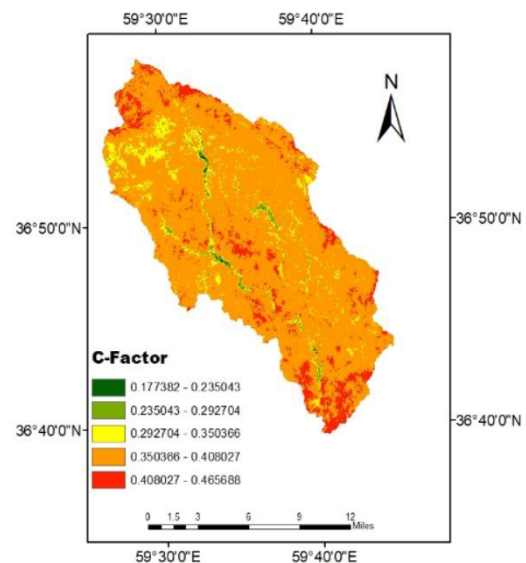 59°30'0"E 59°40'0"E
N
36°50'0"N 36°50'0"N
C-Factor
0.177382 - 0.235043
0.235043 - 0.292704
0.292704 - 0.350366
0.350366 - 0.408027
0.408027 - 0.465688
36°40'0"N 36°40'0"N
0 1.5 3 6 9 12
Miles
59°30'0"E 59°40'0"E